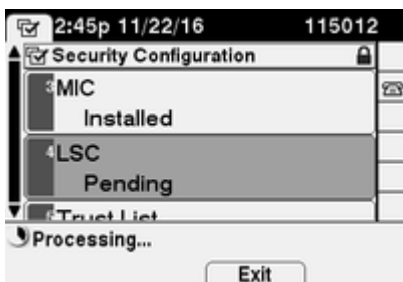 2:45p 11/22/16 115012
Security Configuration
3 MIC
Installed
4 LSC
Pending
Trust List
Processing...
Exit